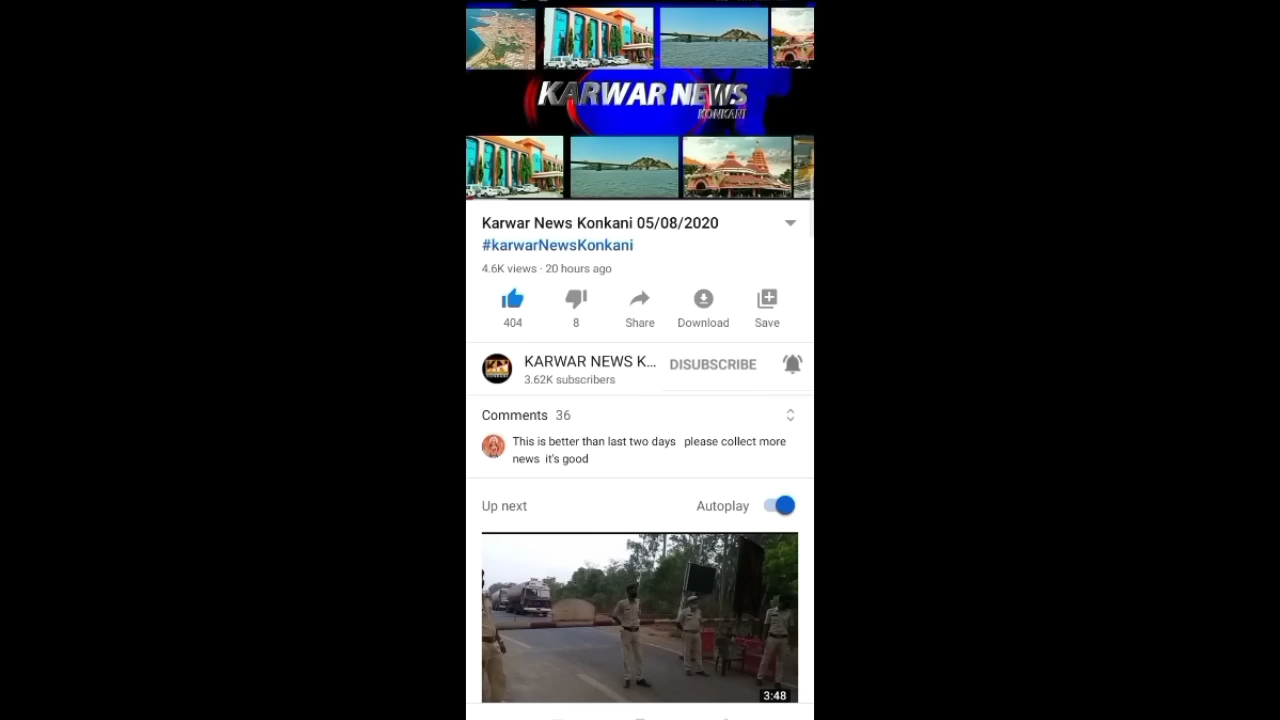 KARWAR NEWS
KONKANI
Karwar News Konkani 05/08/2020
#karwarNewsKonkani
4.6K views · 20 hours ago
404
8
Share
Download
Save
KARWAR NEWS K...
DISUBSCRIBE
3.62K subscribers
Comments 36
This is better than last two days please collect more
news it's good
Up next
Autoplay
3:48